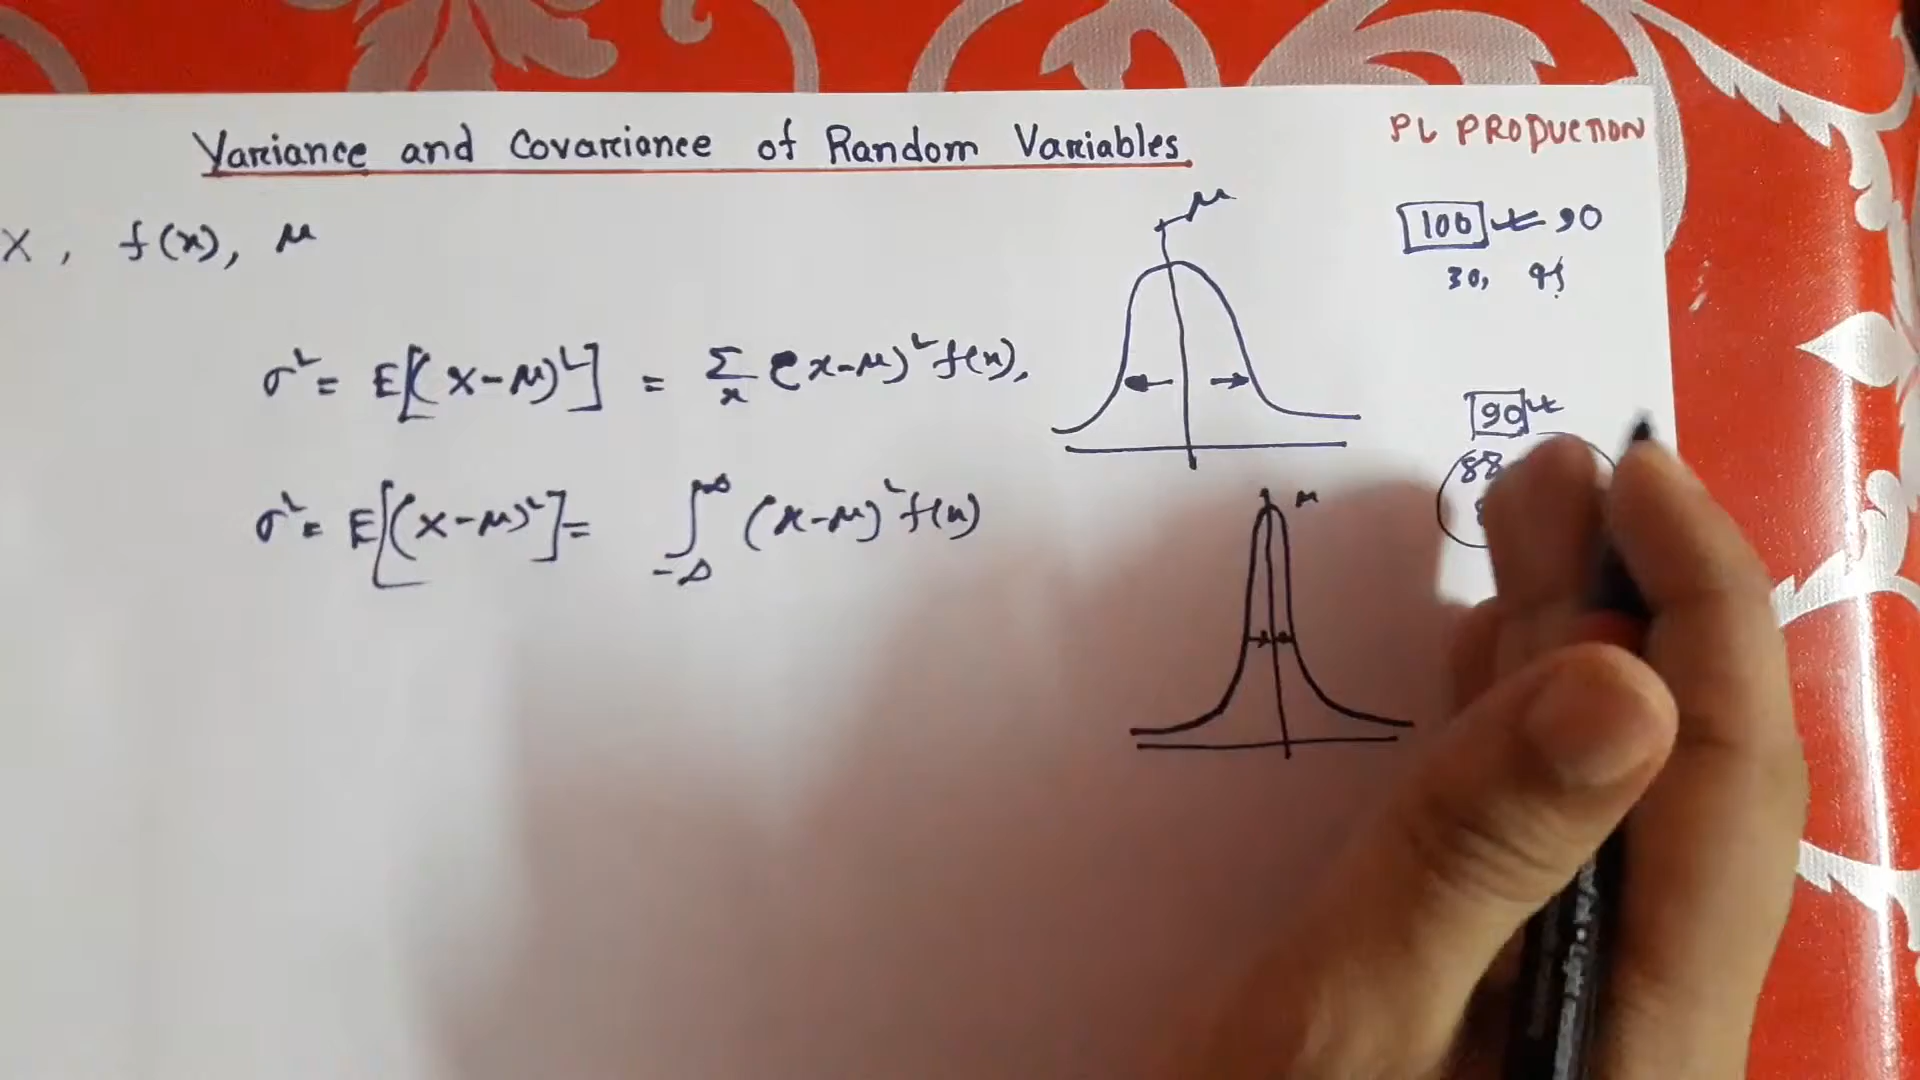 Variance and Covariance of Random Variables.
PL PRODUCTION
X, f(x), μ
μ
100 90
30, 95
σ² = E[(X-μ)²] = Σ (x-μ)² f(x),
x
90
88
σ² = E[(X-μ)²] = ∫ (x-μ)² f(x)
∞
-∞
μ